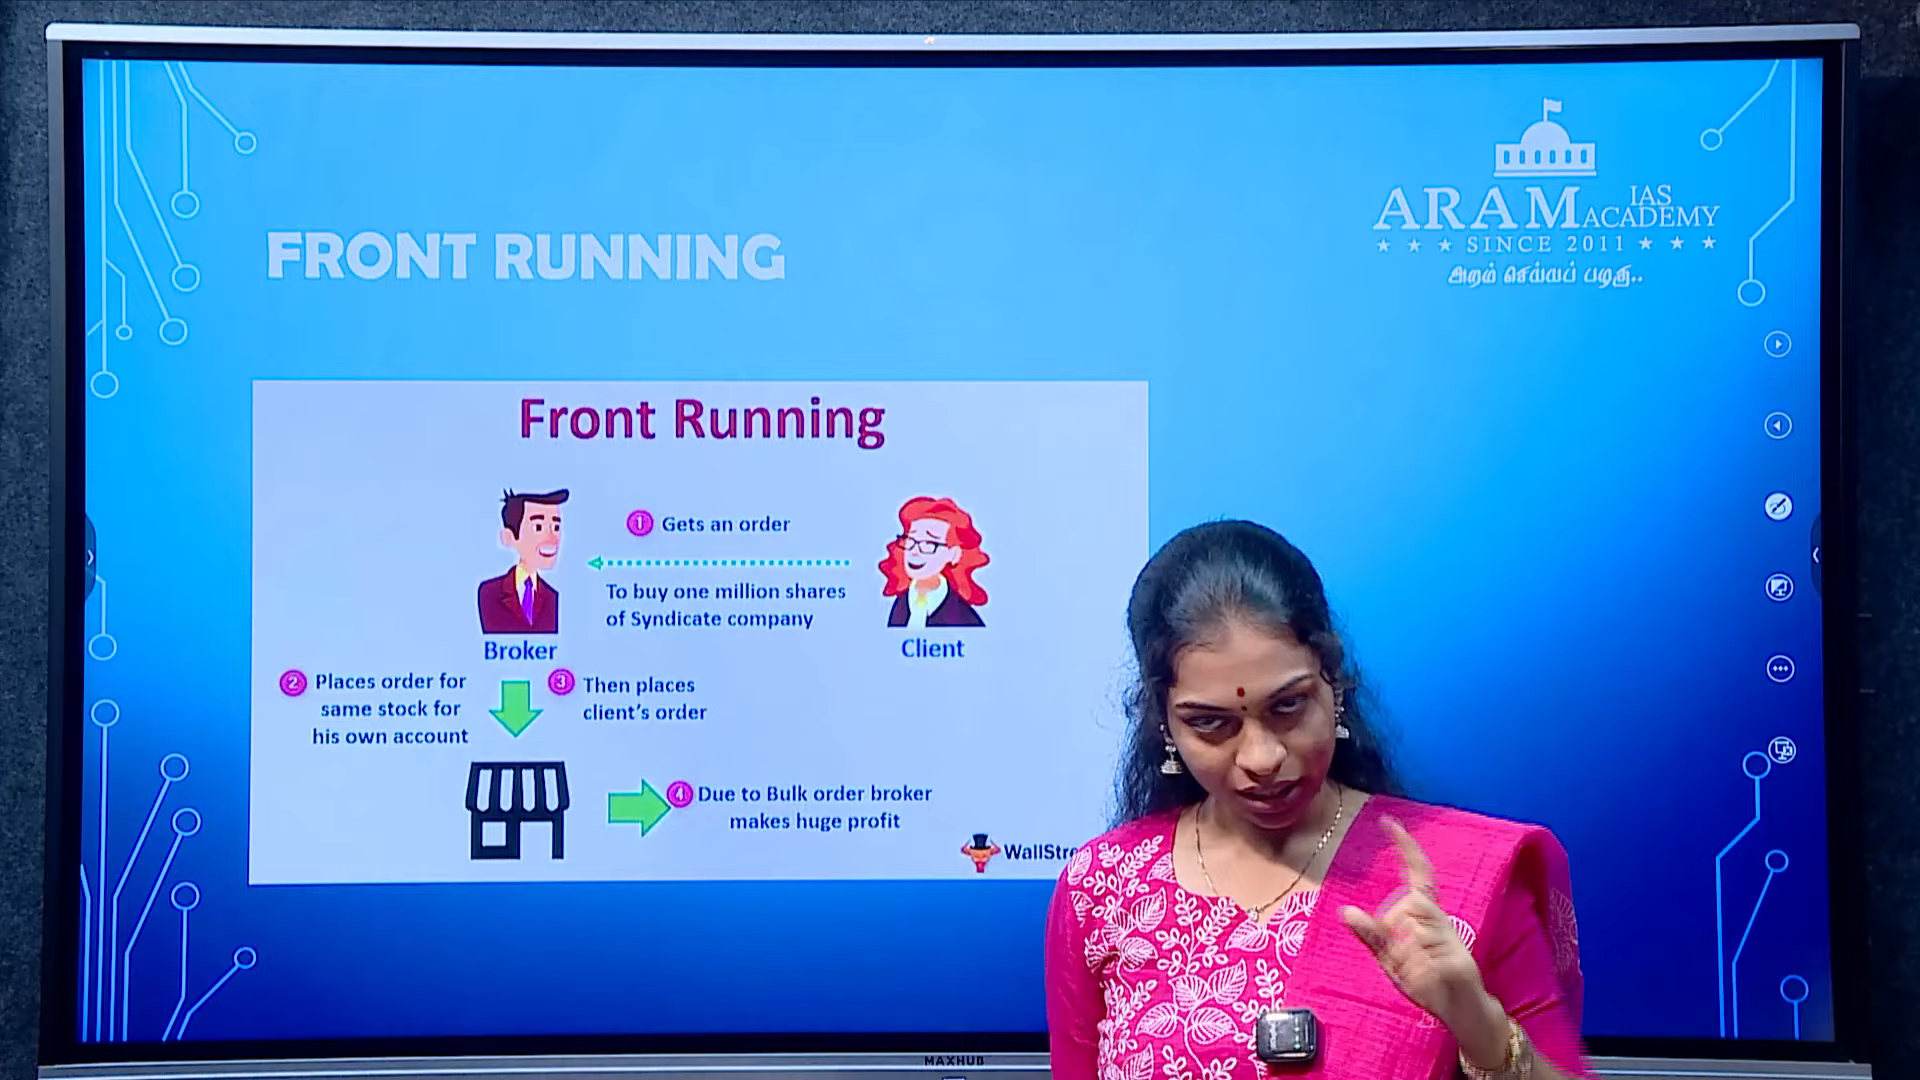 ARAM IAS ACADEMY
SINCE 2011
அறம் செய்யப் பழகு..
FRONT RUNNING
Front Running
1 Gets an order
To buy one million shares
of Syndicate company
Broker
Client
2 Places order for
same stock for
his own account
3 Then places
client's order
4 Due to Bulk order broker
makes huge profit
MAXHUB